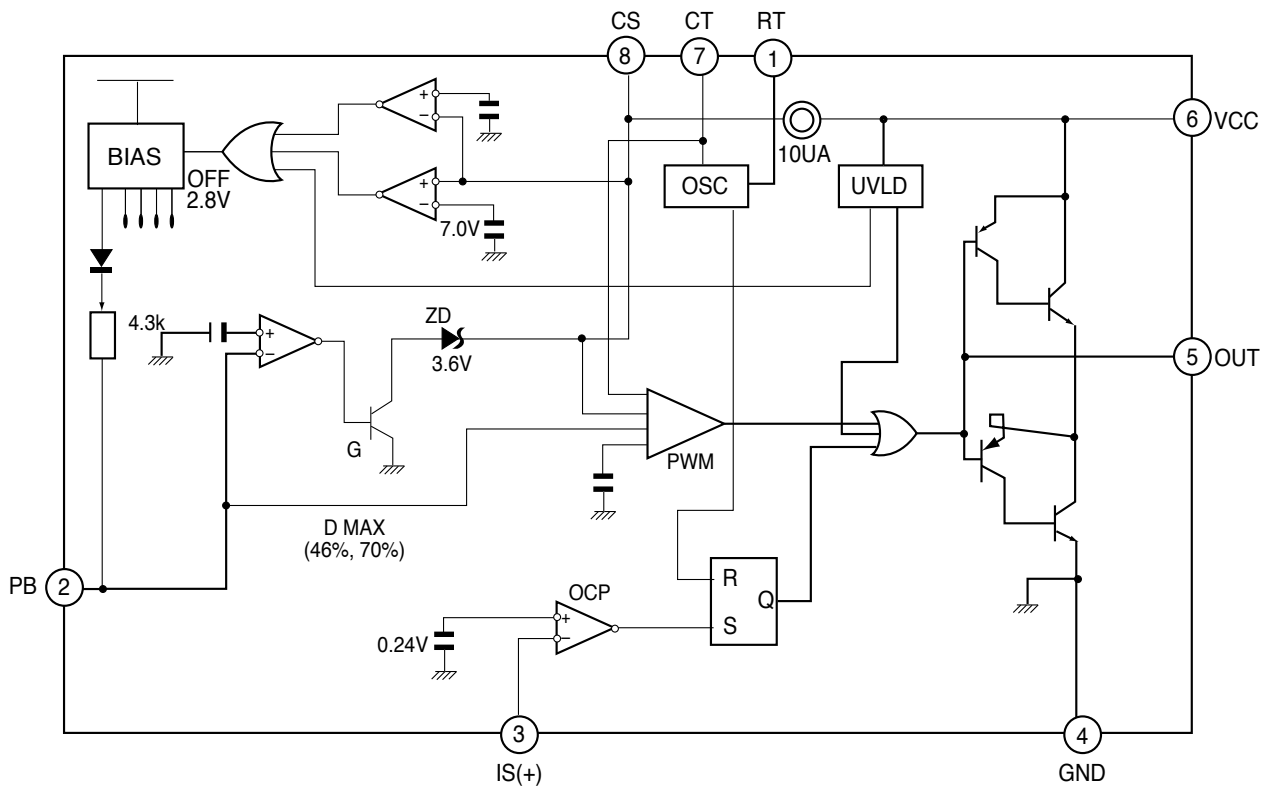 CS CT RT
8 7 1
+
−
6 VCC
10UA
BIAS
OFF
2.8V
+
−
OSC
UVLD
7.0V
ZD
4.3k
+
−
3.6V
5 OUT
G
PWM
D MAX
(46%, 70%)
PB 2
R
OCP
Q
+
S
0.24V
−
3
4
IS(+)
GND